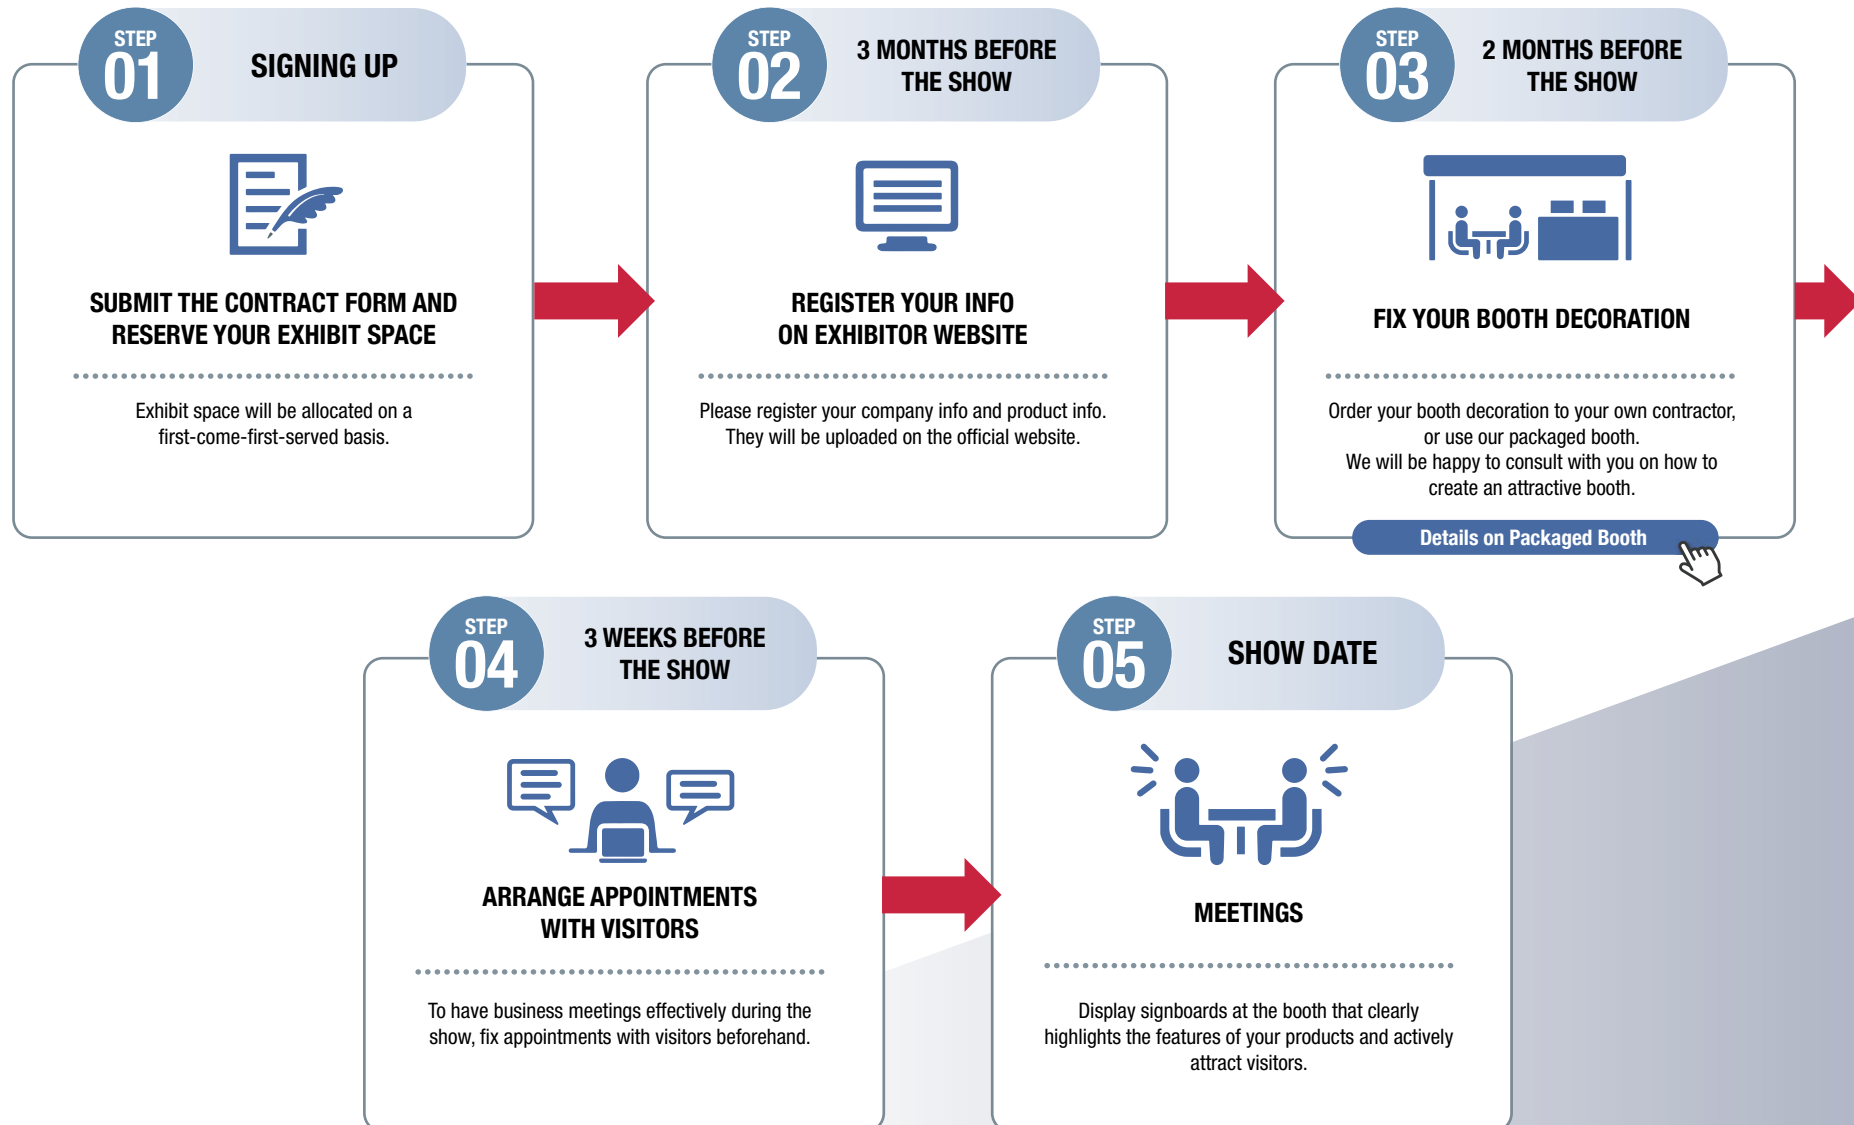 STEP
01
SIGNING UP
SUBMIT THE CONTRACT FORM AND
RESERVE YOUR EXHIBIT SPACE
Exhibit space will be allocated on a
first-come-first-served basis.
STEP
02
3 MONTHS BEFORE
THE SHOW
REGISTER YOUR INFO
ON EXHIBITOR WEBSITE
Please register your company info and product info.
They will be uploaded on the official website.
STEP
03
2 MONTHS BEFORE
THE SHOW
FIX YOUR BOOTH DECORATION
Order your booth decoration to your own contractor,
or use our packaged booth.
We will be happy to consult with you on how to
create an attractive booth.
Details on Packaged Booth
STEP
04
3 WEEKS BEFORE
THE SHOW
ARRANGE APPOINTMENTS
WITH VISITORS
To have business meetings effectively during the
show, fix appointments with visitors beforehand.
STEP
05
SHOW DATE
MEETINGS
Display signboards at the booth that clearly
highlights the features of your products and actively
attract visitors.